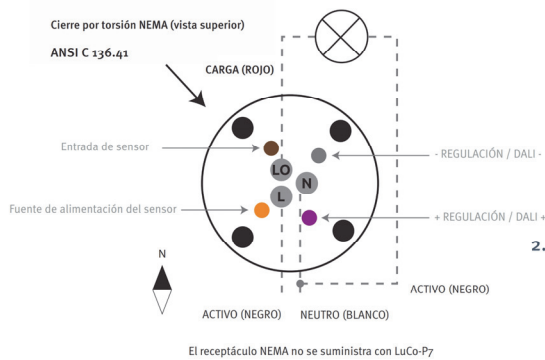 Cierre por torsión NEMA (vista superior)
ANSI C 136.41
CARGA (ROJO)
Entrada de sensor
- REGULACIÓN / DALI -
LO
N
L
Fuente de alimentación del sensor
+ REGULACIÓN / DALI +
2.
N
ACTIVO (NEGRO)
ACTIVO (NEGRO)
NEUTRO (BLANCO)
El receptáculo NEMA no se suministra con LuCo-P7